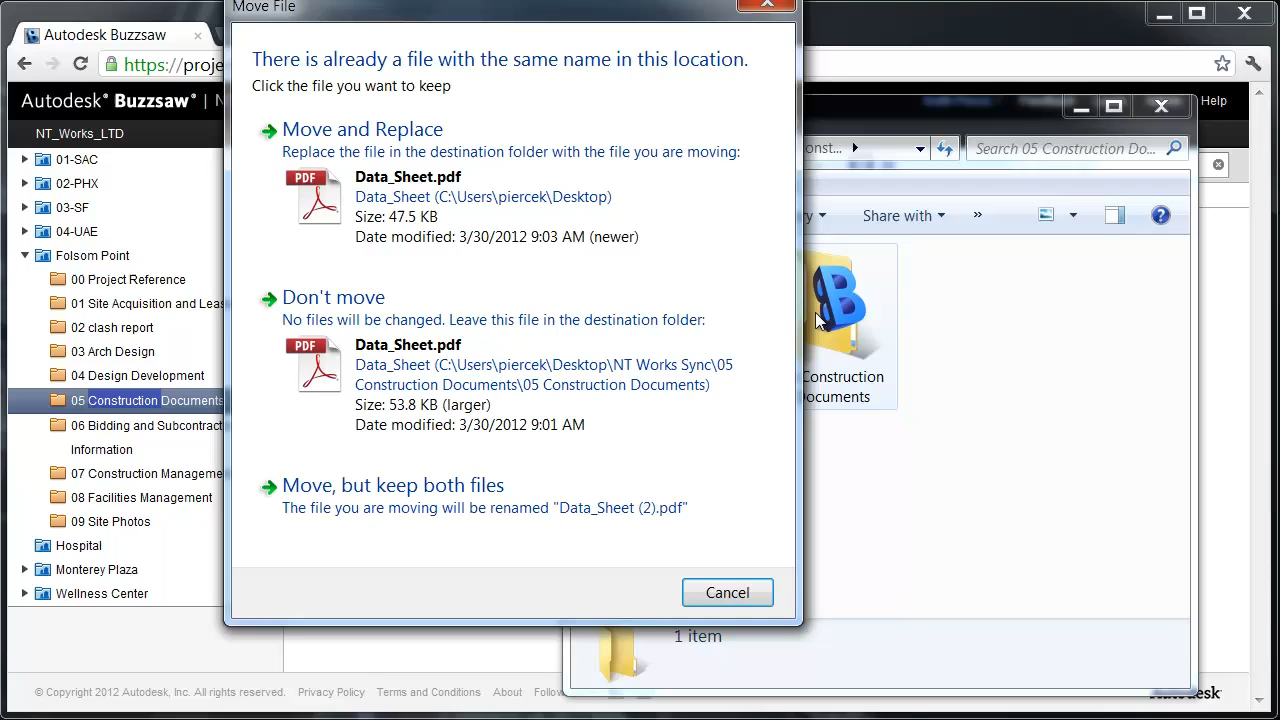 Move File
Autodesk Buzzsaw
https://proje
Autodesk® Buzzsaw® | N
Help
NT_Works_LTD
01-SAC
02-PHX
03-SF
04-UAE
Folsom Point
00 Project Reference
01 Site Acquisition and Leas
02 clash report
03 Arch Design
04 Design Development
05 Construction Documents
06 Bidding and Subcontract
Information
07 Construction Manageme
08 Facilities Management
09 Site Photos
Hospital
Monterey Plaza
Wellness Center
There is already a file with the same name in this location.
Click the file you want to keep
Move and Replace
Replace the file in the destination folder with the file you are moving:
PDF
Data_Sheet.pdf
Data_Sheet (C:\Users\piercek\Desktop)
Size: 47.5 KB
Date modified: 3/30/2012 9:03 AM (newer)
Don't move
No files will be changed. Leave this file in the destination folder:
PDF
Data_Sheet.pdf
Data_Sheet (C:\Users\piercek\Desktop\NT Works Sync\05
Construction Documents\05 Construction Documents)
Size: 53.8 KB (larger)
Date modified: 3/30/2012 9:01 AM
Move, but keep both files
The file you are moving will be renamed "Data_Sheet (2).pdf"
Cancel
onst...
Search 05 Construction Do...
ry
Share with
»
B
Construction
ocuments
1 item
© Copyright 2012 Autodesk, Inc. All rights reserved.
Privacy Policy
Terms and Conditions
About
Follow
Autodesk